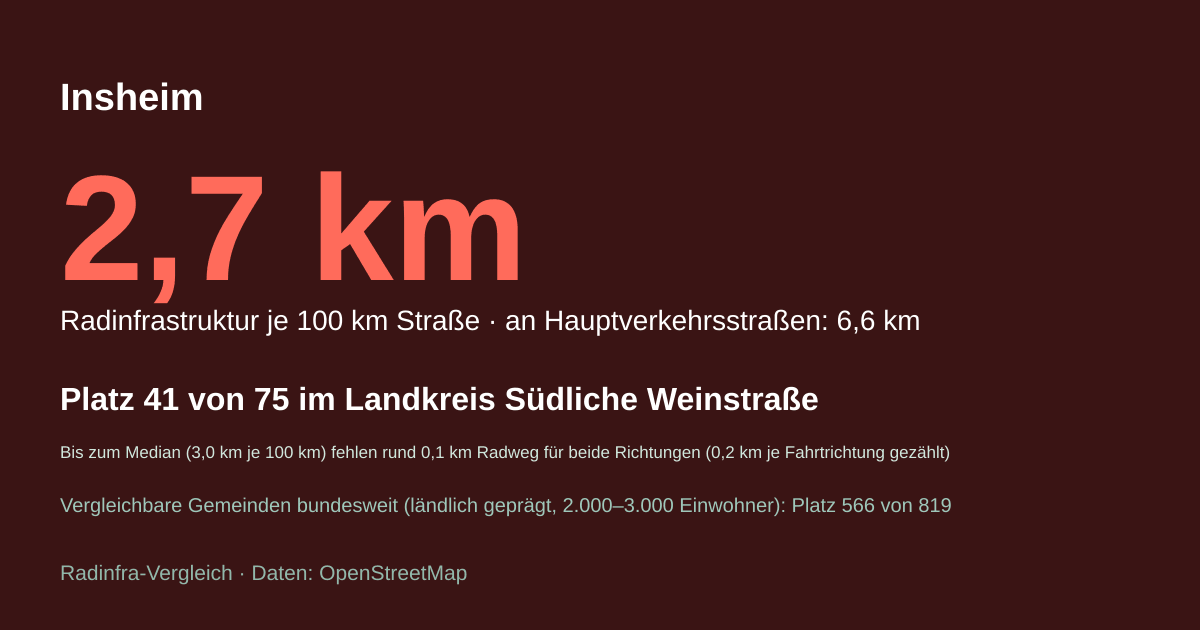 Insheim
2,7 km
Radinfrastruktur je 100 km Straße · an Hauptverkehrsstraßen: 6,6 km
Platz 41 von 75 im Landkreis Südliche Weinstraße
Bis zum Median (3,0 km je 100 km) fehlen rund 0,1 km Radweg für beide Richtungen (0,2 km je Fahrtrichtung gezählt)
Vergleichbare Gemeinden bundesweit (ländlich geprägt, 2.000–3.000 Einwohner): Platz 566 von 819
Radinfra-Vergleich · Daten: OpenStreetMap